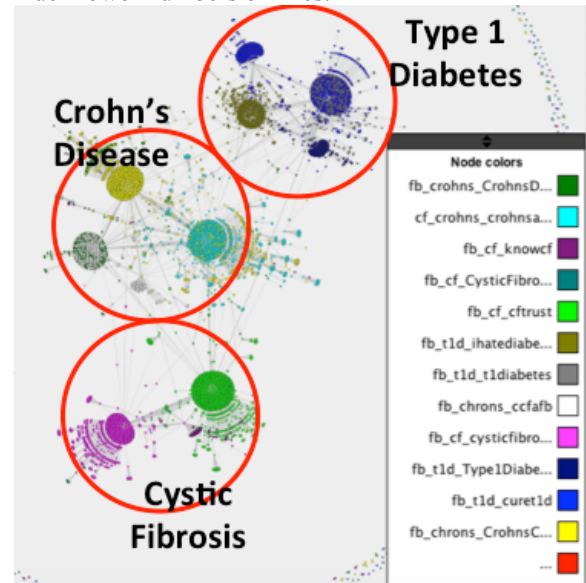 Type 1
Diabetes
Crohn's
Disease
Cystic
Fibrosis
Node colors
fb_crohns_CrohnsD...
cf_crohns_crohnsa...
fb_cf_knowcf
fb_cf_CysticFibro...
fb_cf_cftrust
fb_t1d_ihatediabe...
fb_t1d_t1diabetes
fb_chrons_ccfafb
fb_cf_cysticfibro...
fb_t1d_Type1Diabe...
fb_t1d_curet1d
fb_chrons_CrohnsC...
...